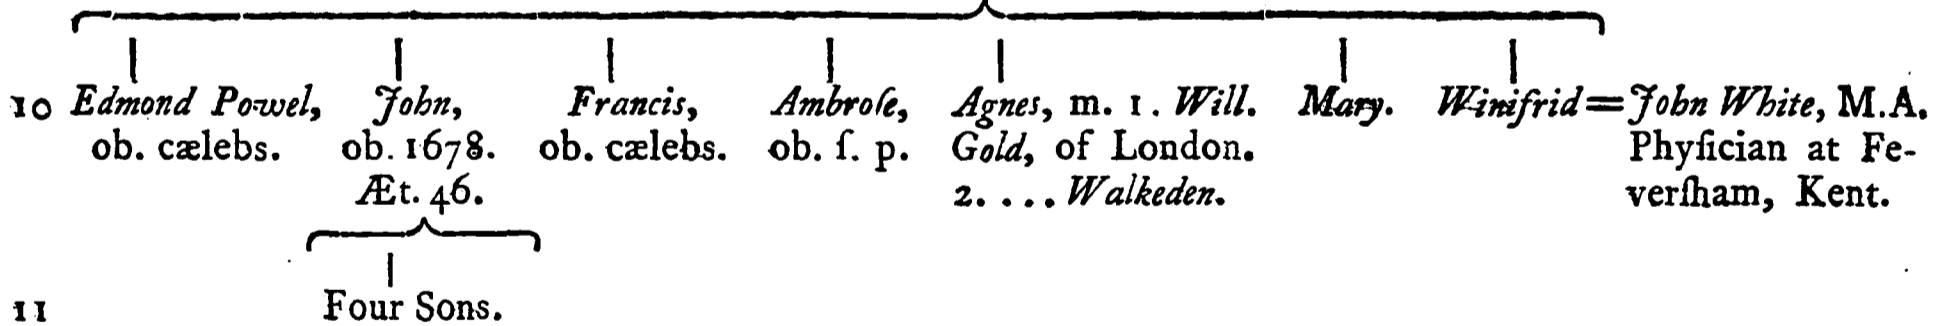 10 Edmond Powel, John, Francis, Ambroſe, Agnes, m. 1. Will. Mary. Winifrid=John White, M.A.
ob. cælebs. ob. 1678. ob. cælebs. ob. ſ. p. Gold, of London. Phyſician at Fe-
Æt. 46. 2. . . . Walkeden. verſham, Kent.
11 Four Sons.